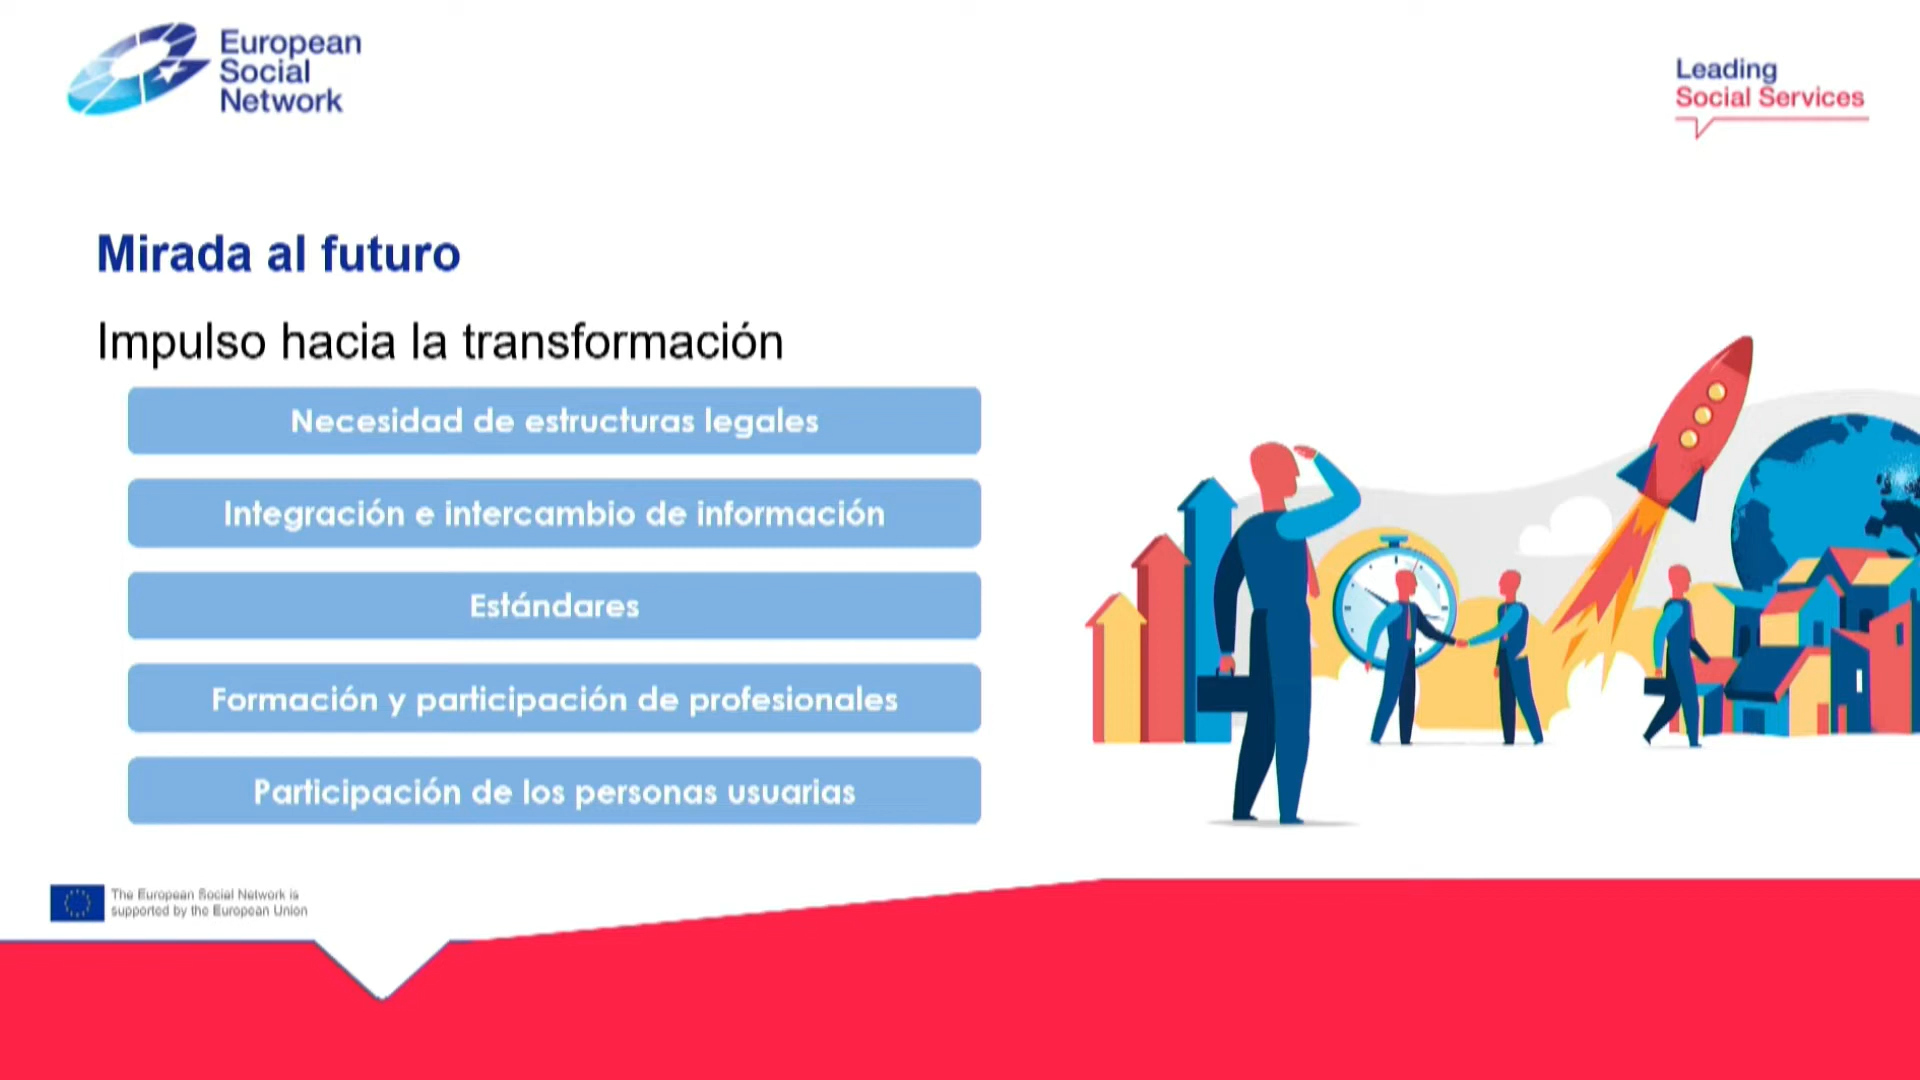 European
Social
Network
Leading
Social Services
Mirada al futuro
Impulso hacia la transformación
Necesidad de estructuras legales
Integración e intercambio de información
Estándares
Formación y participación de profesionales
Participación de los personas usuarias
The European Social Network is
supported by the European Union